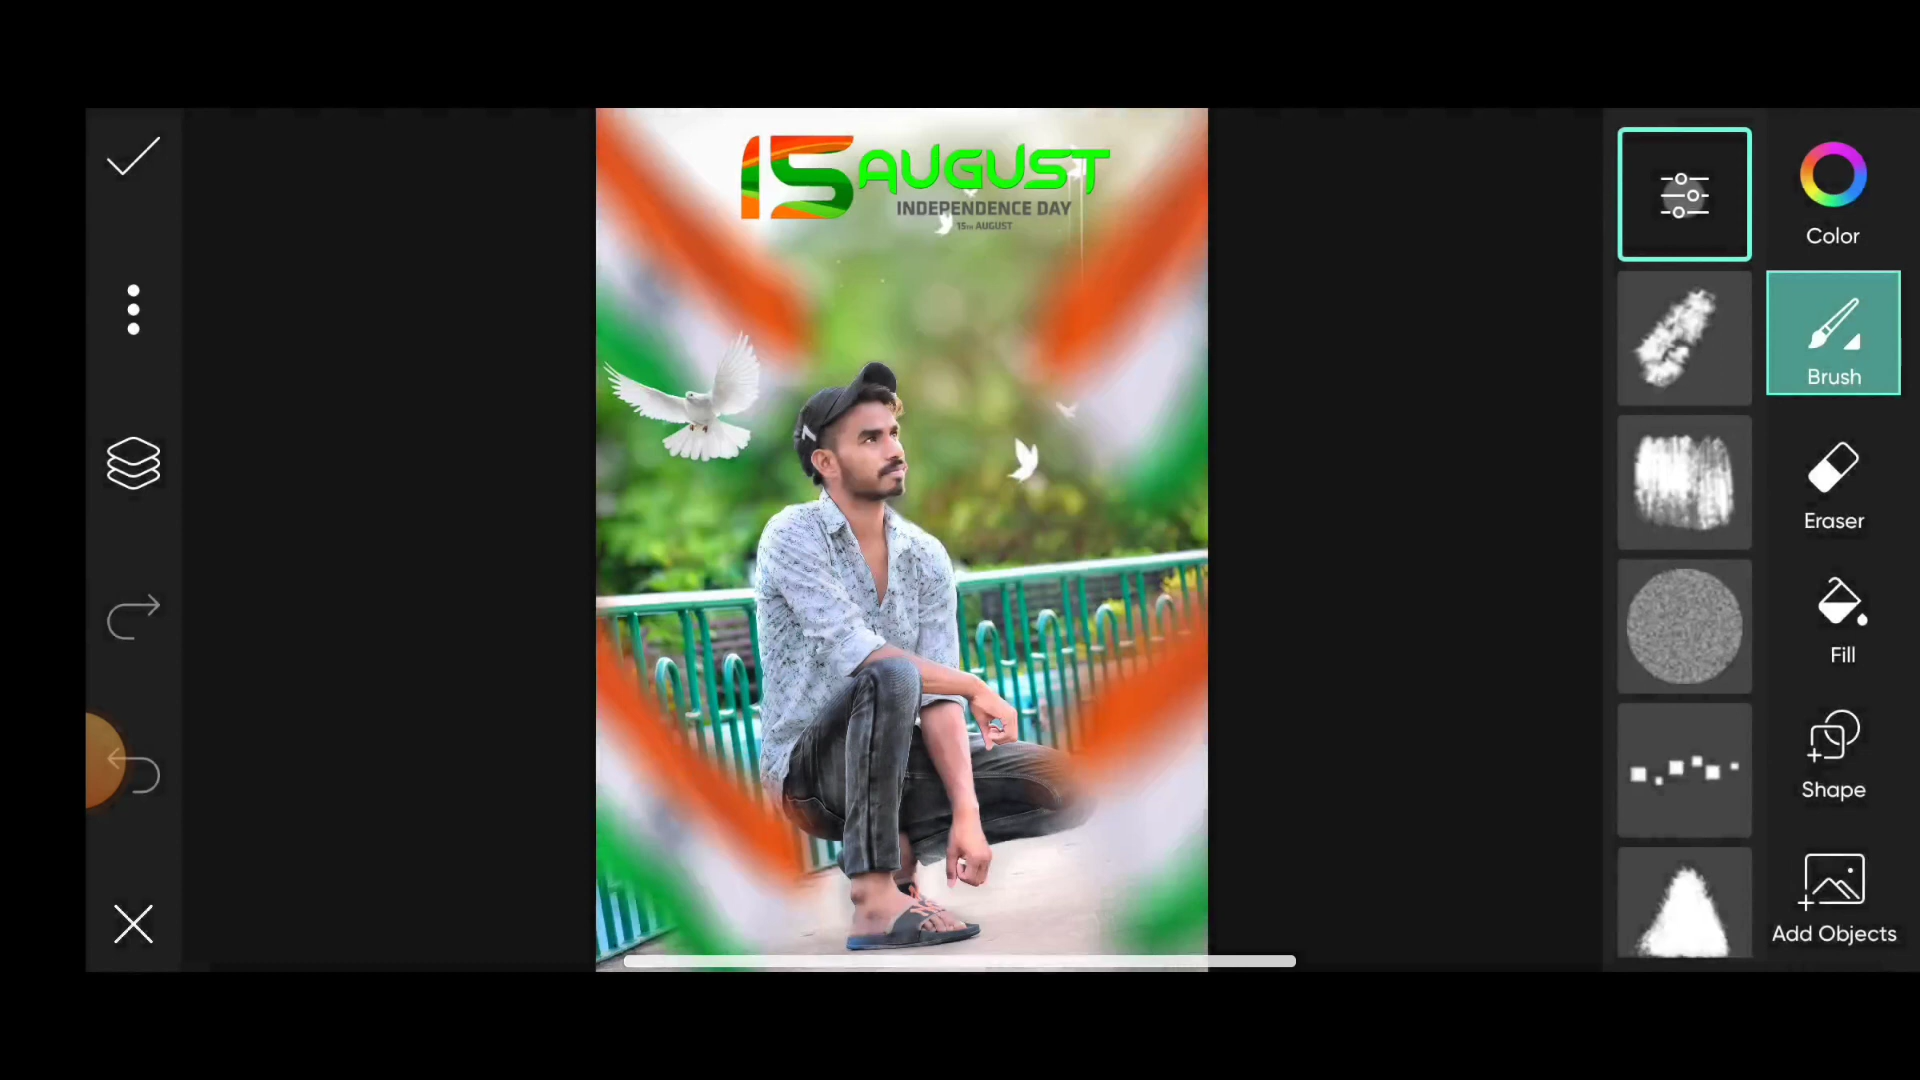 15 AUGUST
INDEPENDENCE DAY
15TH AUGUST
Color
Brush
Eraser
Fill
Shape
Add Objects